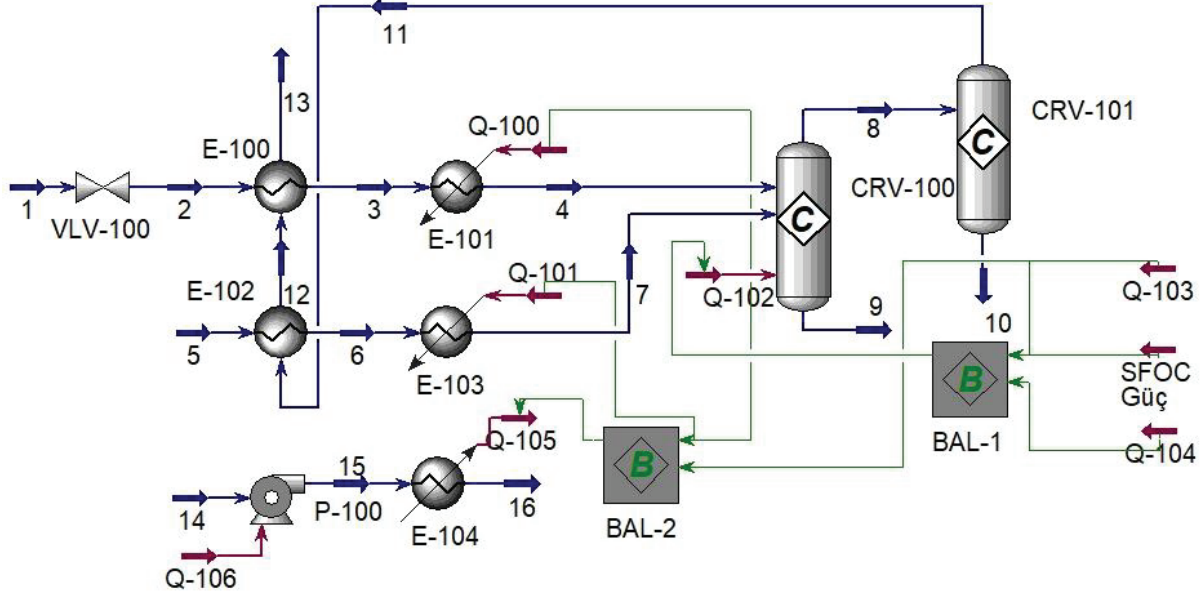 11
13
8
CRV-101
Q-100
E-100
C
CRV-100
1
2
3
4
VLV-100
E-101
C
E-102
12
Q-101
7
Q-102
Q-103
5
6
9
10
E-103
SFOC
Güç
B
BAL-1
Q-104
Q-105
15
B
14
P-100
16
E-104
BAL-2
Q-106